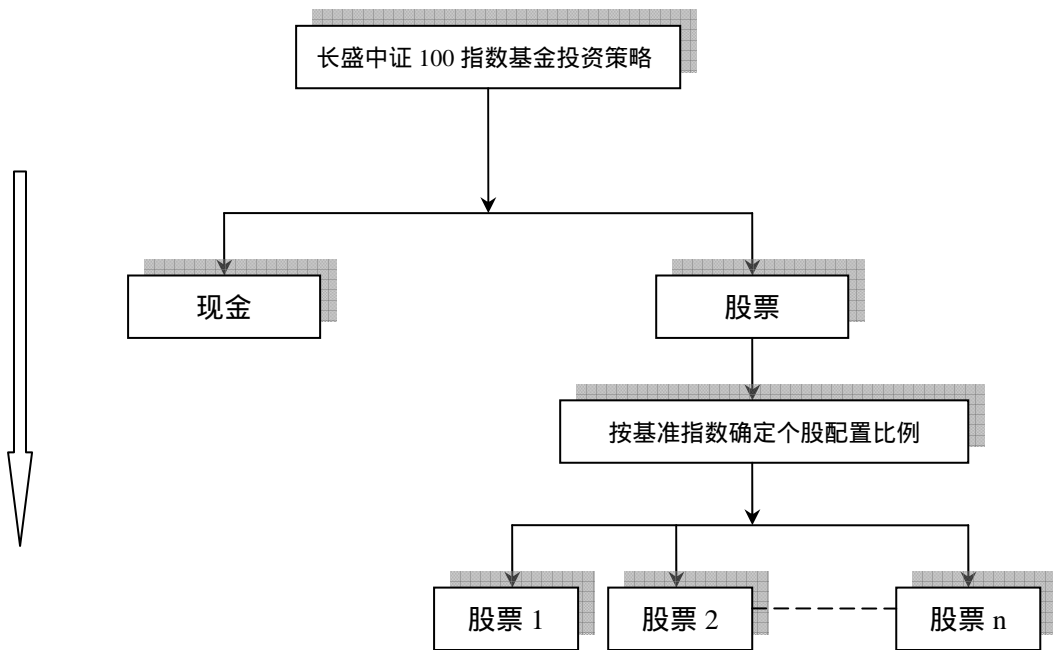 长盛中证 100 指数基金投资策略
现金
股票
按基准指数确定个股配置比例
股票 1
股票 2
股票 n